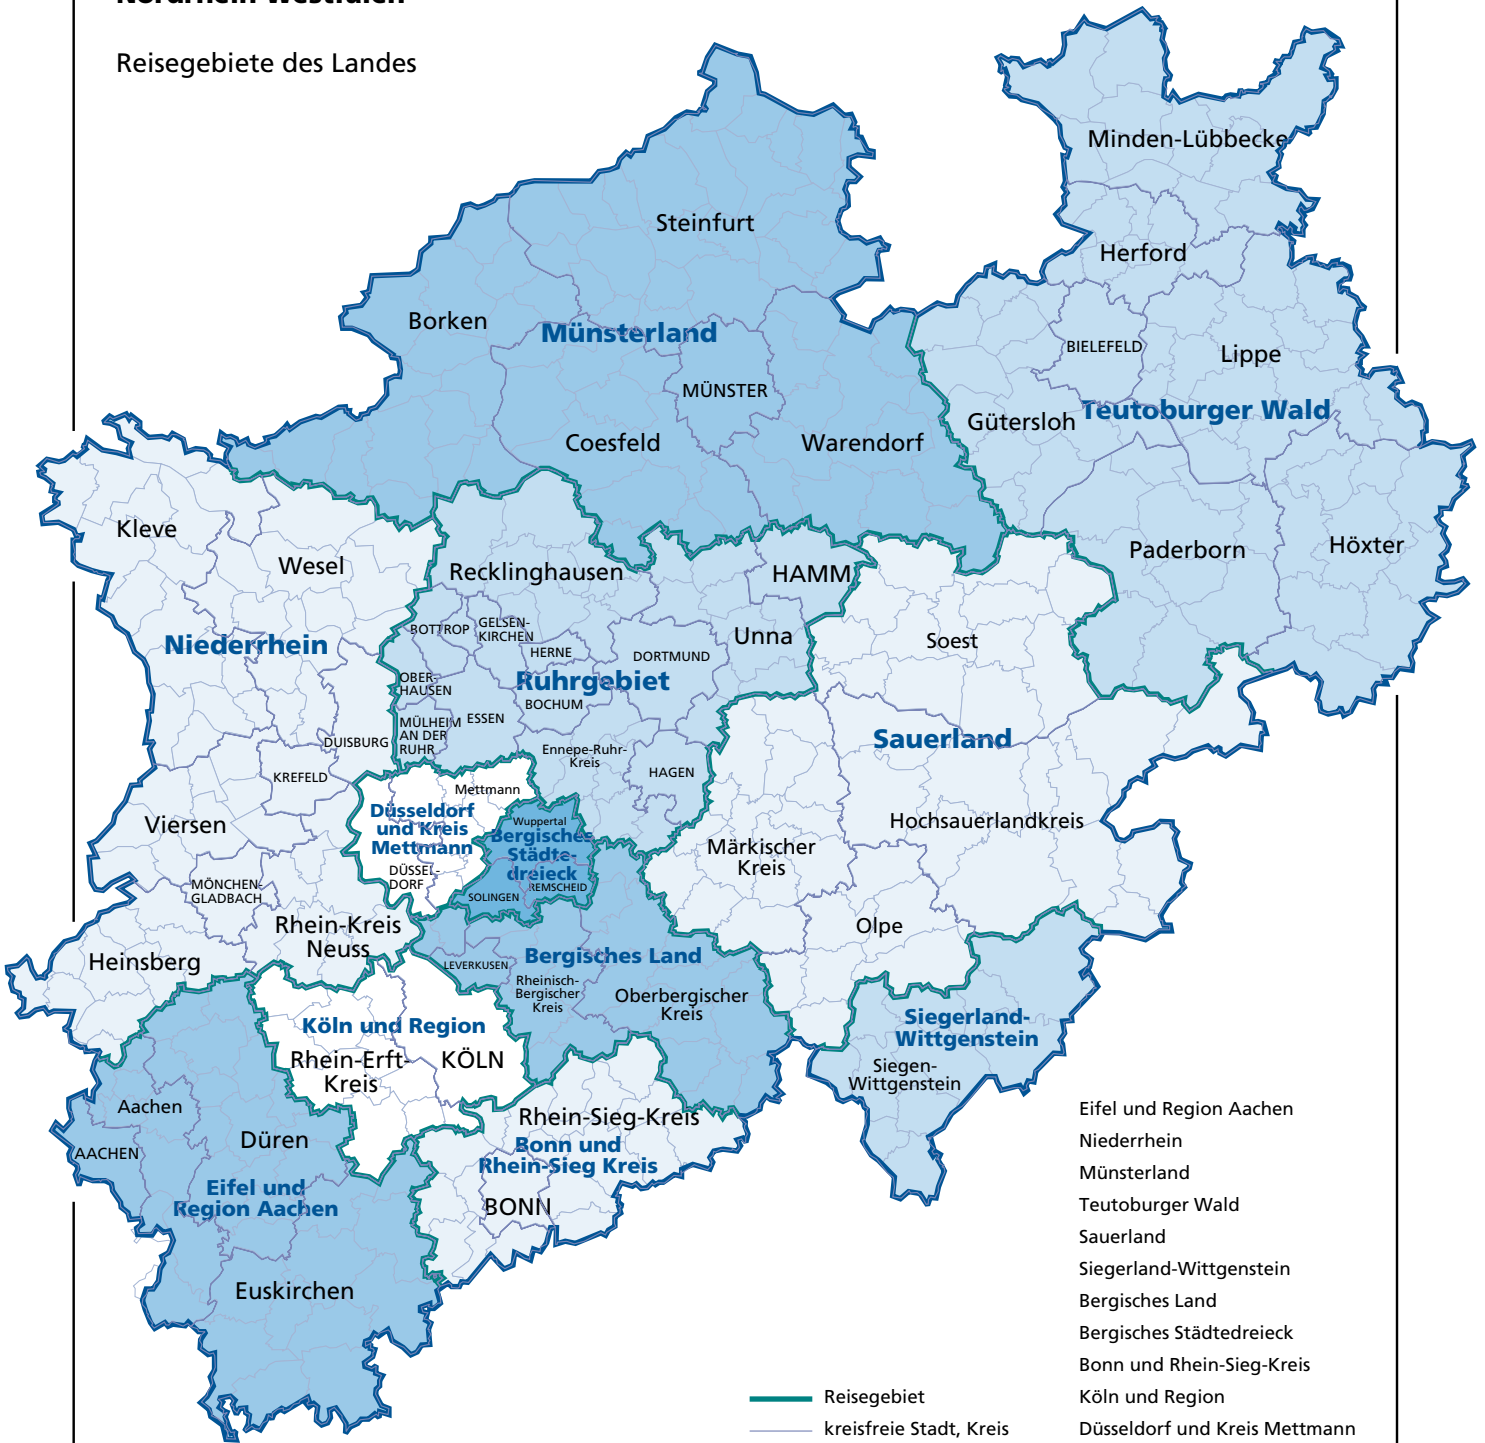 Nordrhein-Westfalen
Reisegebiete des Landes
Minden-Lübbecke
Steinfurt
Herford
Borken
Münsterland
BIELEFELD
Lippe
MÜNSTER
Teutoburger Wald
Gütersloh
Coesfeld
Warendorf
Kleve
Wesel
Recklinghausen
HAMM
Paderborn
Höxter
Niederrhein
BOTTROP
GELSEN-
KIRCHEN
HERNE
DORTMUND
Unna
Soest
OBER-
HAUSEN
Ruhrgebiet
BOCHUM
MÜLHEIM
AN DER
RUHR
ESSEN
DUISBURG
Ennepe-Ruhr-
Kreis
HAGEN
Sauerland
KREFELD
Mettmann
Düsseldorf
und Kreis
Mettmann
Viersen
Wuppertal
Bergisches
Städte-
dreieck
Hochsauerlandkreis
Märkischer
Kreis
DÜSSEL-
DORF
REMSCHEID
SOLINGEN
MÖNCHEN-
GLADBACH
Rhein-Kreis
Neuss
Olpe
Heinsberg
LEVERKUSEN
Bergisches Land
Rheinisch-
Bergischer
Kreis
Oberbergischer
Kreis
Köln und Region
Rhein-Erft-
Kreis
KÖLN
Siegerland-
Wittgenstein
Siegen-
Wittgenstein
Aachen
AACHEN
Düren
Rhein-Sieg-Kreis
Bonn und
Rhein-Sieg Kreis
BONN
Eifel und
Region Aachen
Euskirchen
Eifel und Region Aachen
Niederrhein
Münsterland
Teutoburger Wald
Sauerland
Siegerland-Wittgenstein
Bergisches Land
Bergisches Städtedreieck
Bonn und Rhein-Sieg-Kreis
Reisegebiet
Köln und Region
kreisfreie Stadt, Kreis
Düsseldorf und Kreis Mettmann